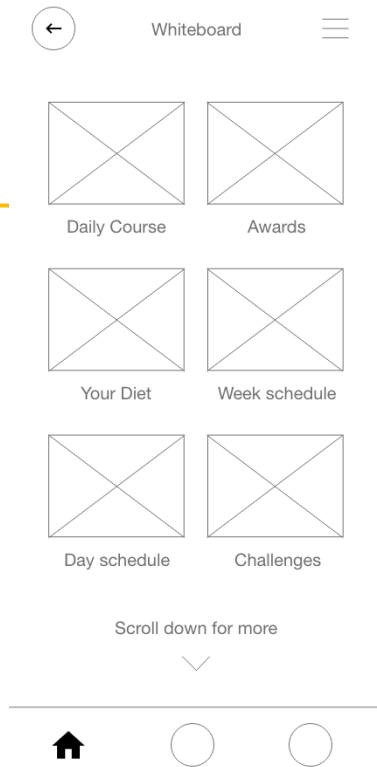 Whiteboard
Daily Course
Awards
Your Diet
Week schedule
Day schedule
Challenges
Scroll down for more